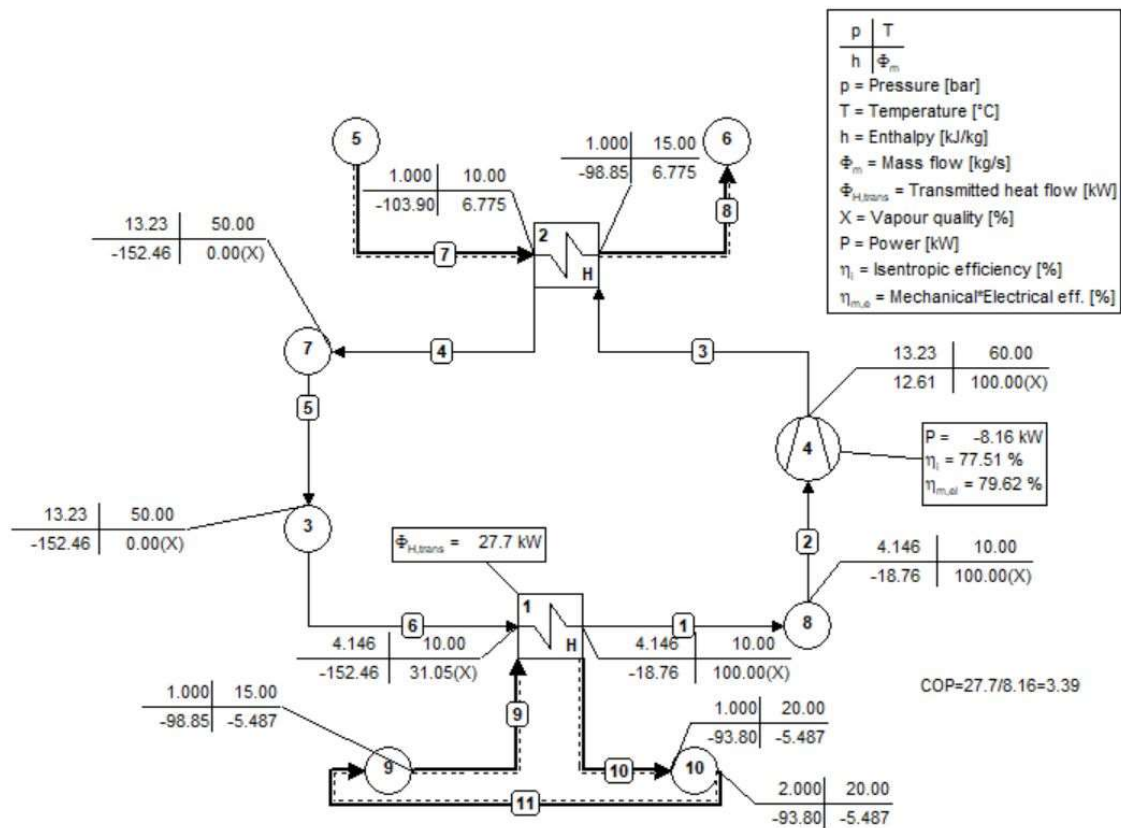 p T
h Φm
p = Pressure [bar]
T = Temperature [°C]
h = Enthalpy [kJ/kg]
Φm = Mass flow [kg/s]
ΦH,trans = Transmitted heat flow [kW]
X = Vapour quality [%]
P = Power [kW]
ηi = Isentropic efficiency [%]
ηm,e = Mechanical*Electrical eff. [%]
5
6
1.000 10.00
-103.90 6.775
1.000 15.00
-98.85 6.775
8
7
2
H
13.23 50.00
-152.46 0.00(X)
7
4
3
5
13.23 60.00
12.61 100.00(X)
4
P = -8.16 kW
ηi = 77.51 %
ηm,el = 79.62 %
13.23 50.00
-152.46 0.00(X)
3
ΦH,trans = 27.7 kW
2
4.146 10.00
-18.76 100.00(X)
8
6
1
H
1
4.146 10.00
-152.46 31.05(X)
4.146 10.00
-18.76 100.00(X)
COP=27.7/8.16=3.39
1.000 15.00
-98.85 -5.487
9
1.000 20.00
-93.80 -5.487
9
10
10
11
2.000 20.00
-93.80 -5.487